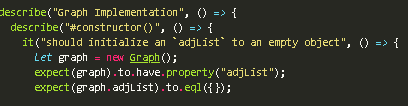 describe("Graph Implementation", () => {
describe("#constructor()", () => {
it("should initialize an `adjList` to an empty object", () => {
let graph = new Graph();
expect(graph).to.have.property("adjList");
expect(graph.adjList).to.eql({});